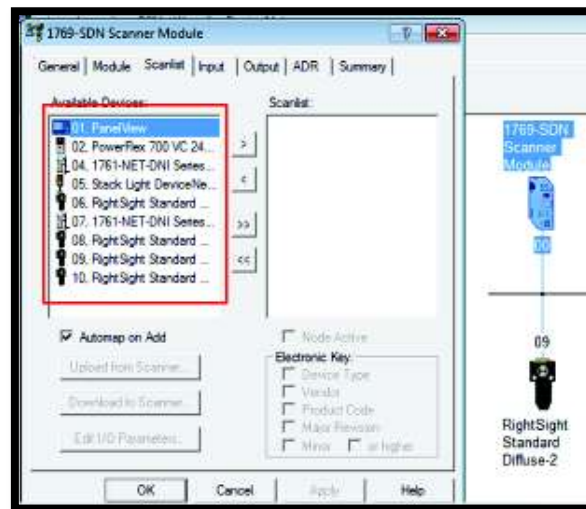 1769-SDN Scanner Module
General
Module
Scanlist
Input
Output
ADR
Summary
Available Devices:
01. PanelView
02. PowerFlex 700 VC 24...
04. 1761-NET-DNI Series...
05. Stack Light DeviceNe...
06. RightSight Standard ...
07. 1761-NET-DNI Series...
08. RightSight Standard ...
09. RightSight Standard ...
10. RightSight Standard ...
>
<
>>
<<
Scanlist:
Automap on Add
Upload from Scanner...
Download to Scanner...
Edit I/O Parameters...
Node Active
Electronic Key:
Device Type
Vendor
Product Code
Major Revision
Minor
or higher
OK
Cancel
Apply
Help
1769-SDN
Scanner
Module
00
09
RightSight
Standard
Diffuse-2